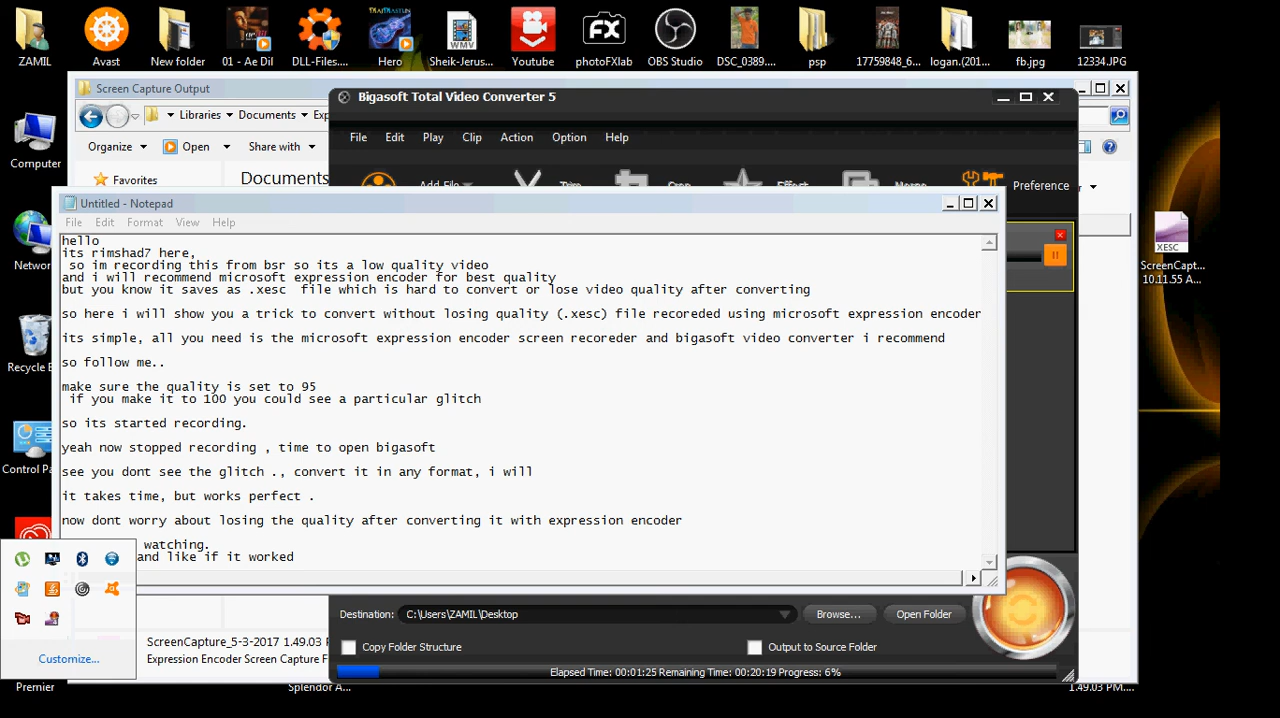 ZAMIL
Avast
New folder
01 - Ae Dil
DLL-Files....
Hero
Sheik-Jerus...
Youtube
photoFXlab
OBS Studio
DSC_0389....
psp
17759848_6...
logan.(201...
fb.jpg
12334.JPG
WMV
FX
Screen Capture Output
Libraries
Documents
Exp
Organize
Open
Share with
Favorites
Documents
Computer
Network
Recycle B
Control Pa
Premier
Bigasoft Total Video Converter 5
File Edit Play Clip Action Option Help
Add File Trim Crop Effect Merge Preference
XESC
ScreenCapt...
10.11.55 A...
Untitled - Notepad
File Edit Format View Help
hello
its rimshad7 here,
so im recording this from bsr so its a low quality video
and i will recommend microsoft expression encoder for best quality
but you know it saves as .xesc file which is hard to convert or lose video quality after converting
so here i will show you a trick to convert without losing quality (.xesc) file recoreded using microsoft expression encoder
its simple, all you need is the microsoft expression encoder screen recoreder and bigasoft video converter i recommend
so follow me..
make sure the quality is set to 95
if you make it to 100 you could see a particular glitch
so its started recording.
yeah now stopped recording , time to open bigasoft
see you dont see the glitch ., convert it in any format, i will
it takes time, but works perfect .
now dont worry about losing the quality after converting it with expression encoder
watching.
and like if it worked
Customize...
ScreenCapture_5-3-2017 1.49.03 P
Expression Encoder Screen Capture F
Splendor A...
Destination: C:\Users\ZAMIL\Desktop
Browse...
Open Folder
Copy Folder Structure
Output to Source Folder
Elapsed Time: 00:01:25 Remaining Time: 00:20:19 Progress: 6%
1.49.03 PM....